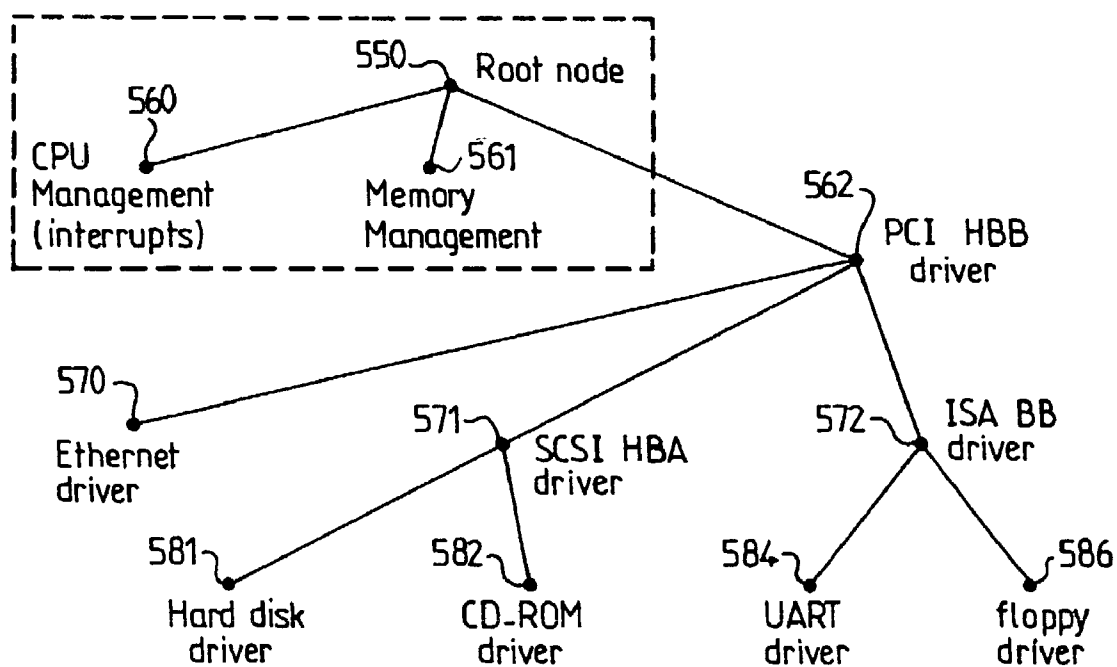 550
Root node
560
CPU
Management
(interrupts)
561
Memory
Management
562
PCI HBB
driver
570
Ethernet
driver
571
SCSI HBA
driver
572
ISA BB
driver
581
Hard disk
driver
582
CD-ROM
driver
584
UART
driver
586
floppy
driver